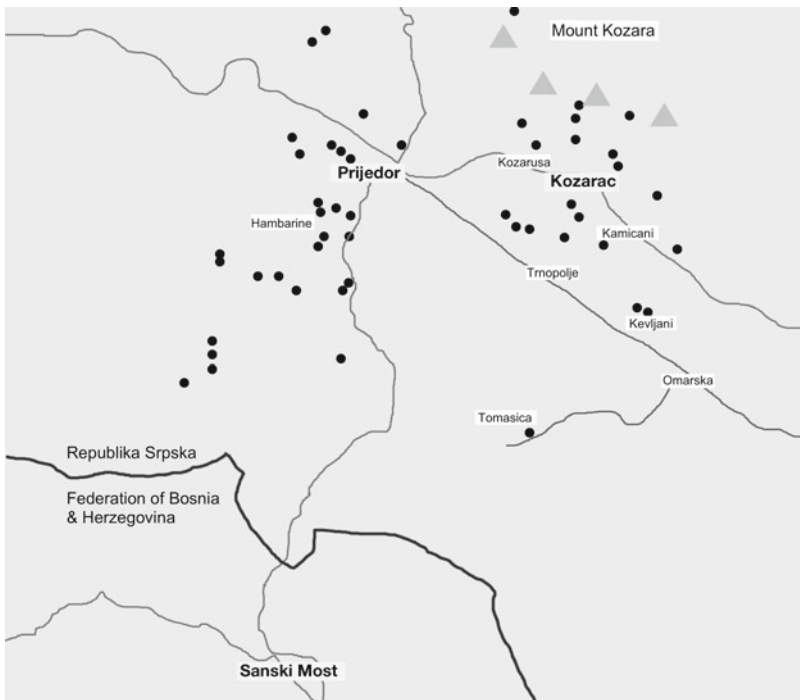 Mount Kozara
Kozarusa
Prijedor
Kozarac
Hambarine
Kamicani
Trnopolje
Kevljani
Omarska
Tomasica
Republika Srpska
Federation of Bosnia
& Herzegovina
Sanski Most